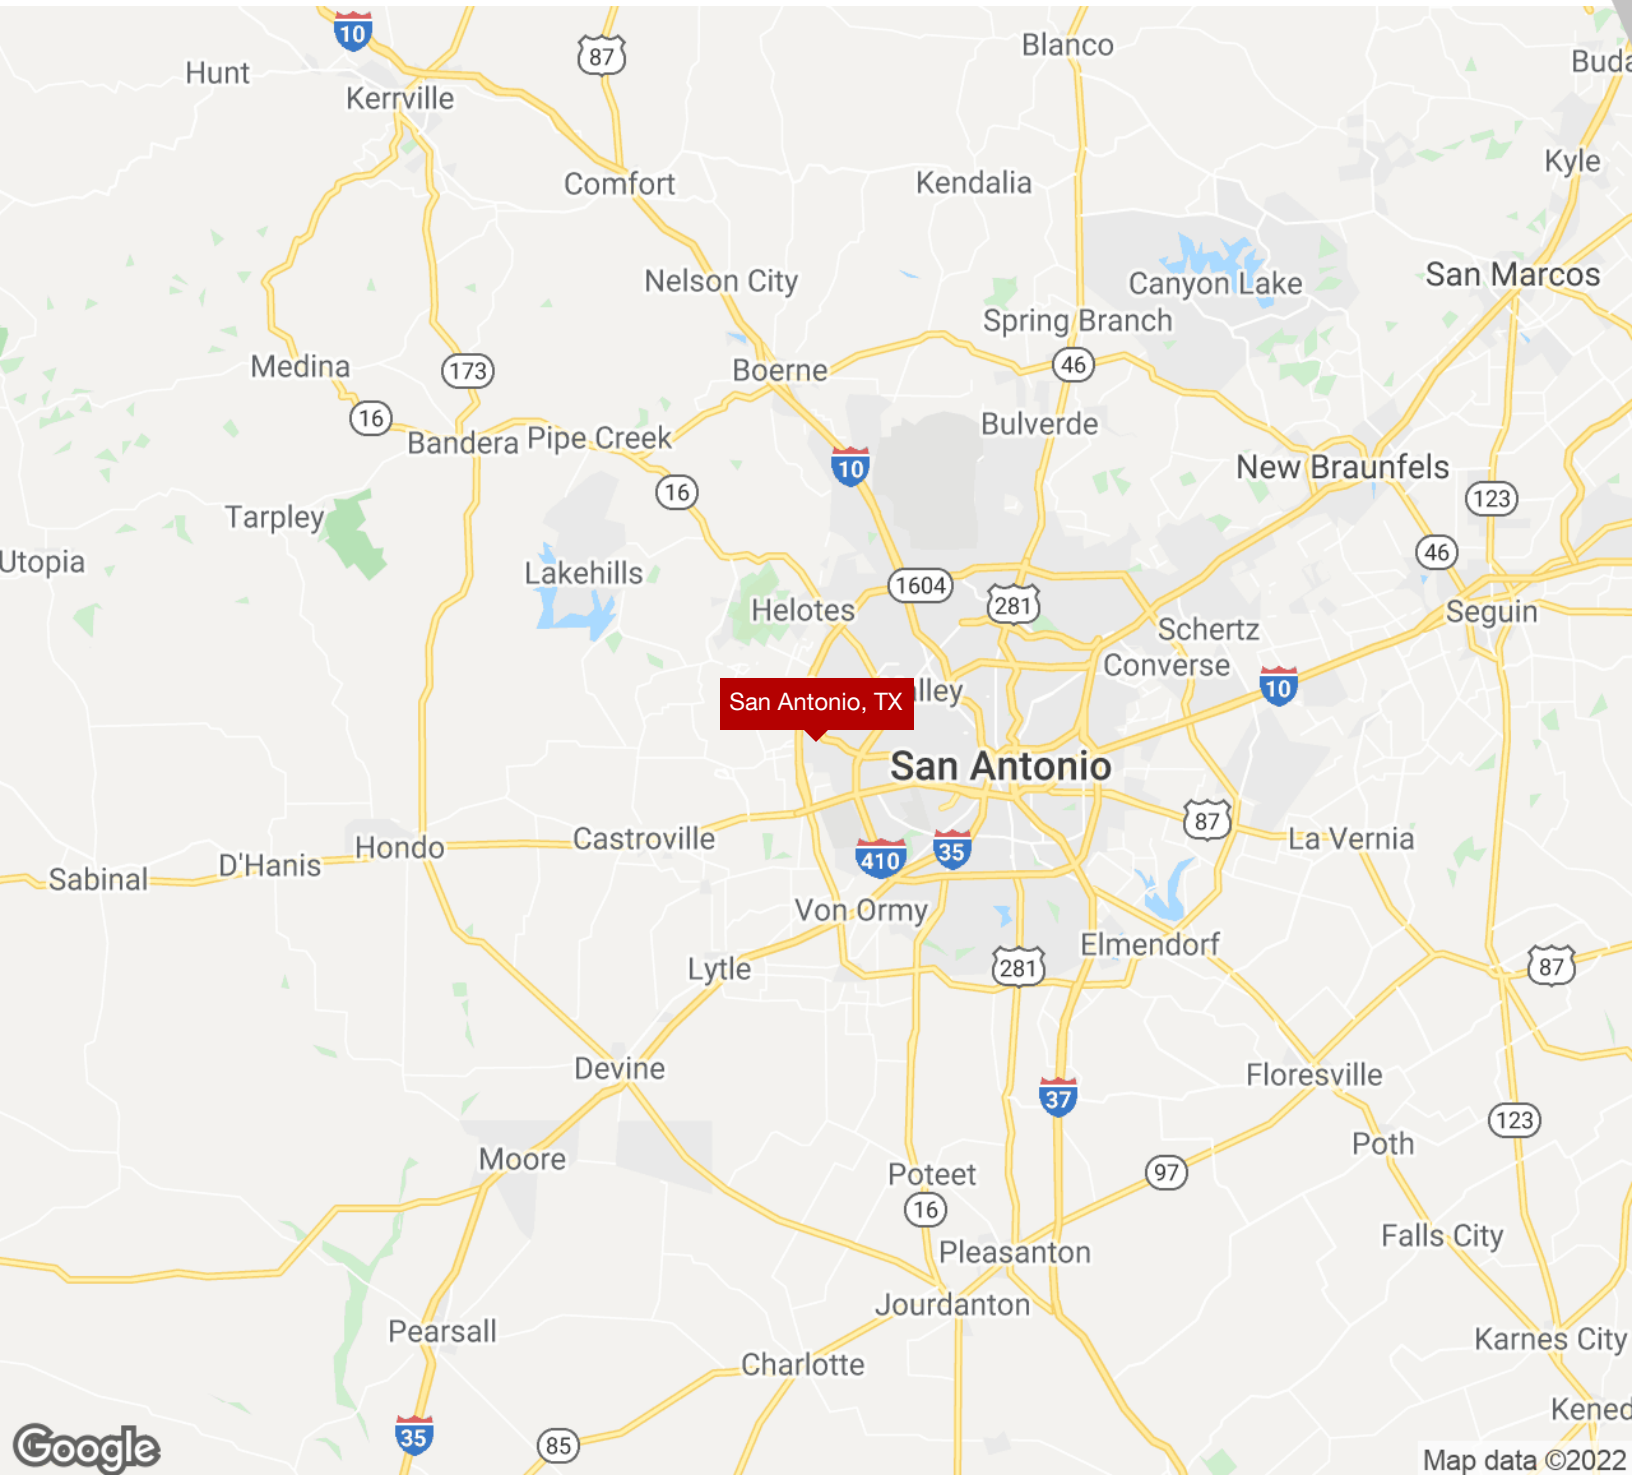 10
87
Blanco
Hunt
Kerrville
Kyle
Comfort
Kendalia
Nelson City
Canyon Lake
San Marcos
Spring Branch
Medina
173
Boerne
46
16
Bandera
Pipe Creek
Bulverde
10
New Braunfels
16
123
Tarpley
Utopia
Lakehills
46
1604
281
Helotes
Seguin
Schertz
Converse
10
San Antonio, TX
alley
San Antonio
87
Hondo
Castroville
410
35
La Vernia
Sabinal
D'Hanis
Von Ormy
Elmendorf
Lytle
281
87
Devine
37
Floresville
123
Moore
Poth
97
Poteet
16
Falls City
Pleasanton
Jourdanton
Pearsall
Karnes City
Charlotte
Kened
35
85
Google
Map data ©2022